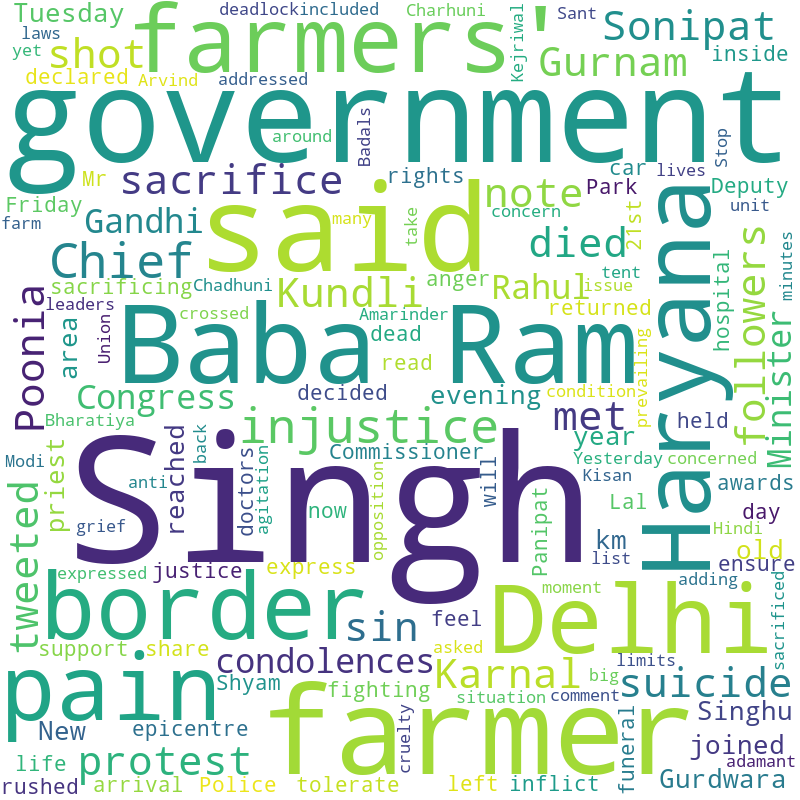 Tuesday
deadlock
included
Charhuni
Sant
laws
farmers'
Kejriwal
Sonipat
yet
shot
Gurnam
inside
declared
Arvind
addressed
government
around
Badals
Stop
sacrifice
rights
car
lives
Mr
note
Park
Deputy
Friday
said
many
take
concern
21st
unit
farm
Gandhi
died
Haryana
followers
minutes
Chief
sacrificing
Chadhuni
Kundli
anger
Rahul
issue
tent
hospital
Minister
leaders
crossed
Amarinder
returned
Poonia
Union
area
Baba
Ram
dead
read
prevailing
Congress
decided
evening
condition
Bharatiya
injustice
met
held
priest
reached
back
Commissioner
year
Modi
anti
doctors
agitation
Singh
will
Yesterday
concerned
Kisan
awards
tweeted
grief
now
opposition
Panipat
Lal
day
km
Hindi
old
list
expressed
justice
express
moment
adding
ensure
border
sin
feel
Delhi
sacrificed
support
share
asked
condolences
Karnal
limits
pain
Shyam
fighting
big
suicide
situation
comment
farmer
New
epicentre
cruelty
funeral
Singhu
life
protest
joined
adamant
rushed
arrival
Police
tolerate
left
inflict
Gurdwara